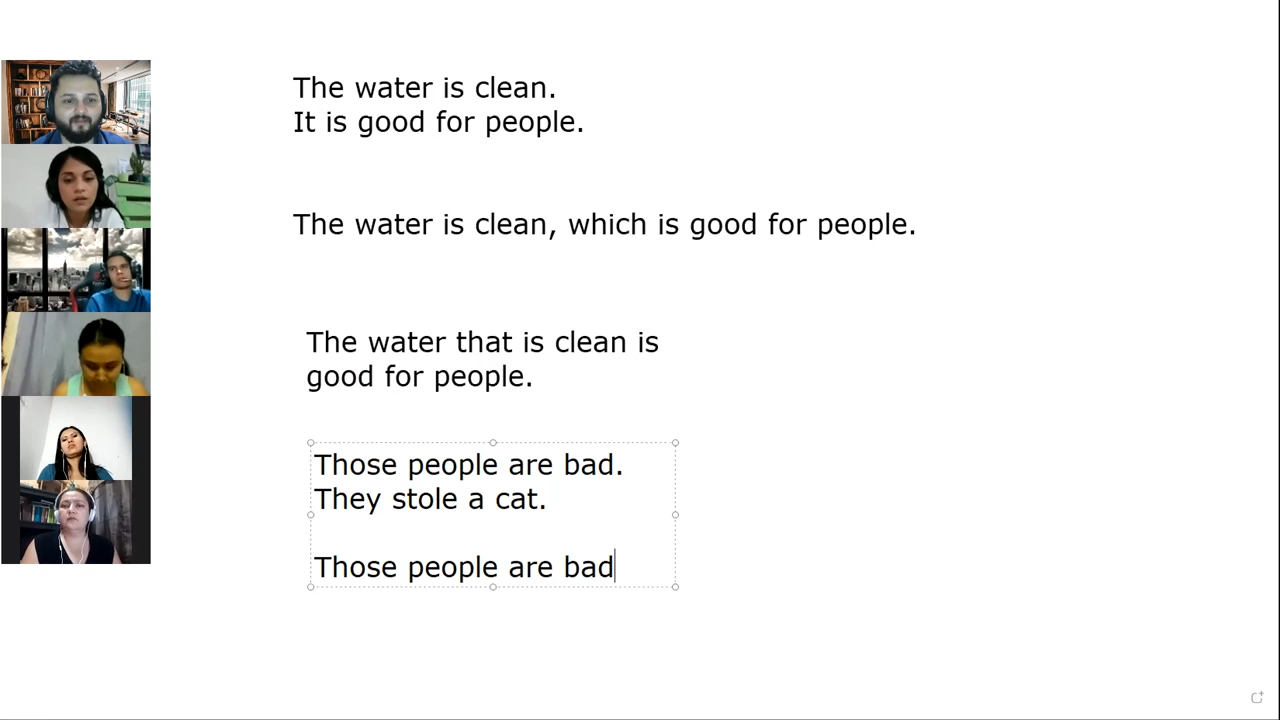 The water is clean.
It is good for people.
The water is clean, which is good for people.
The water that is clean is
good for people.
Those people are bad.
They stole a cat.
Those people are bad